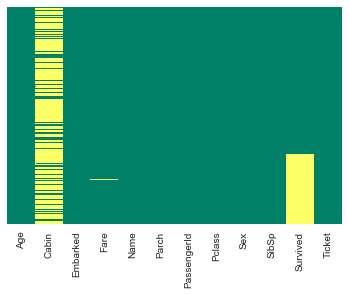 Age
Cabin
Embarked
Fare
Name
Parch
PassengerId
Pclass
Sex
SibSp
Survived
Ticket